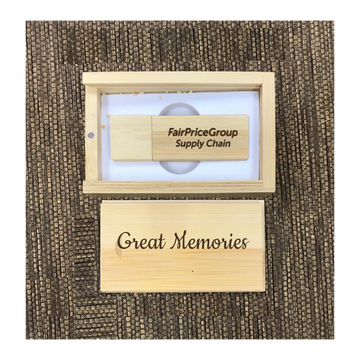 FairPriceGroup
Supply Chain
Great Memories